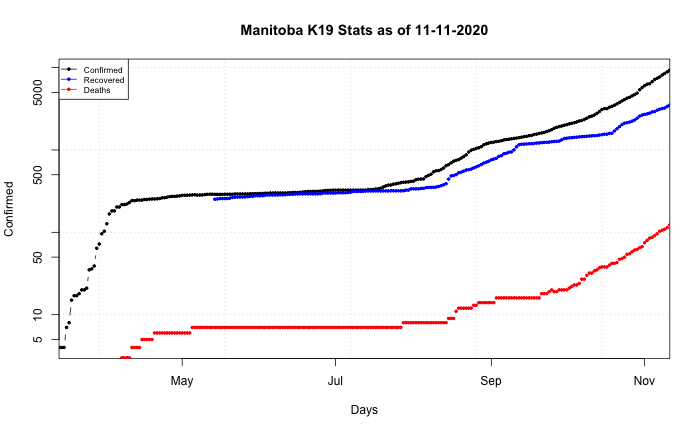 Manitoba K19 Stats as of 11-11-2020
Confirmed
Recovered
Deaths
5000
500
50
10
5
Confirmed
May Jul Sep Nov
Days